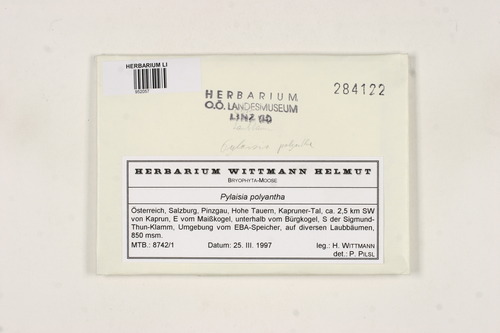 HERBARIUM LI
284122
HERBARIUM
O.Ö. LANDESMUSEUM
LINZ/D
HERBARIUM WITTMANN HELMUT
BRYOPHYTA-MOOSE
Pylaisia polyantha
Österreich, Salzburg, Pinzgau, Hohe Tauern, Kapruner-Tal, ca. 2,5 km SW
von Kaprun, E vom Maißkogel, unterhalb vom Bürgkogel, S der Sigmund-
Thun-Klamm, Umgebung vom EBA-Speicher, auf diversen Laubbäumen,
850 msm.
MTB.: 8742/1 Datum: 25. III. 1997 leg.: H. WITTMANN
det.: P. PILSL